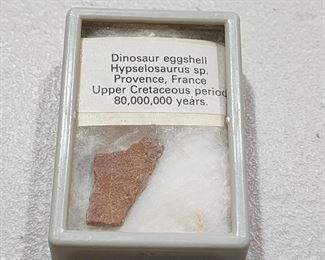 Dinosaur eggshell
Hypselosaurus sp.
Provence, France
Upper Cretaceous period
80,000,000 years.